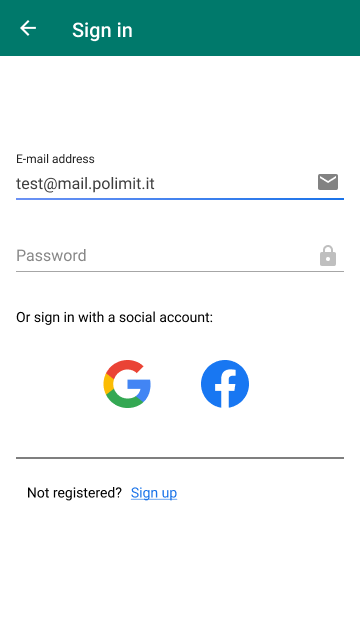 Sign in
E-mail address
test@mail.polimit.it
Password
Or sign in with a social account:
Not registered? Sign up